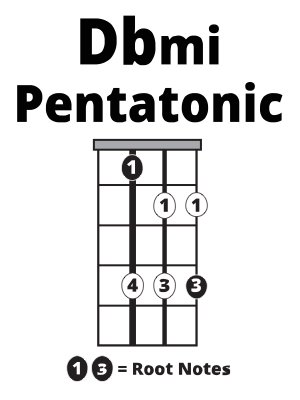 Dbmi
Pentatonic
1
1 1
4 3 3
1 3 = Root Notes